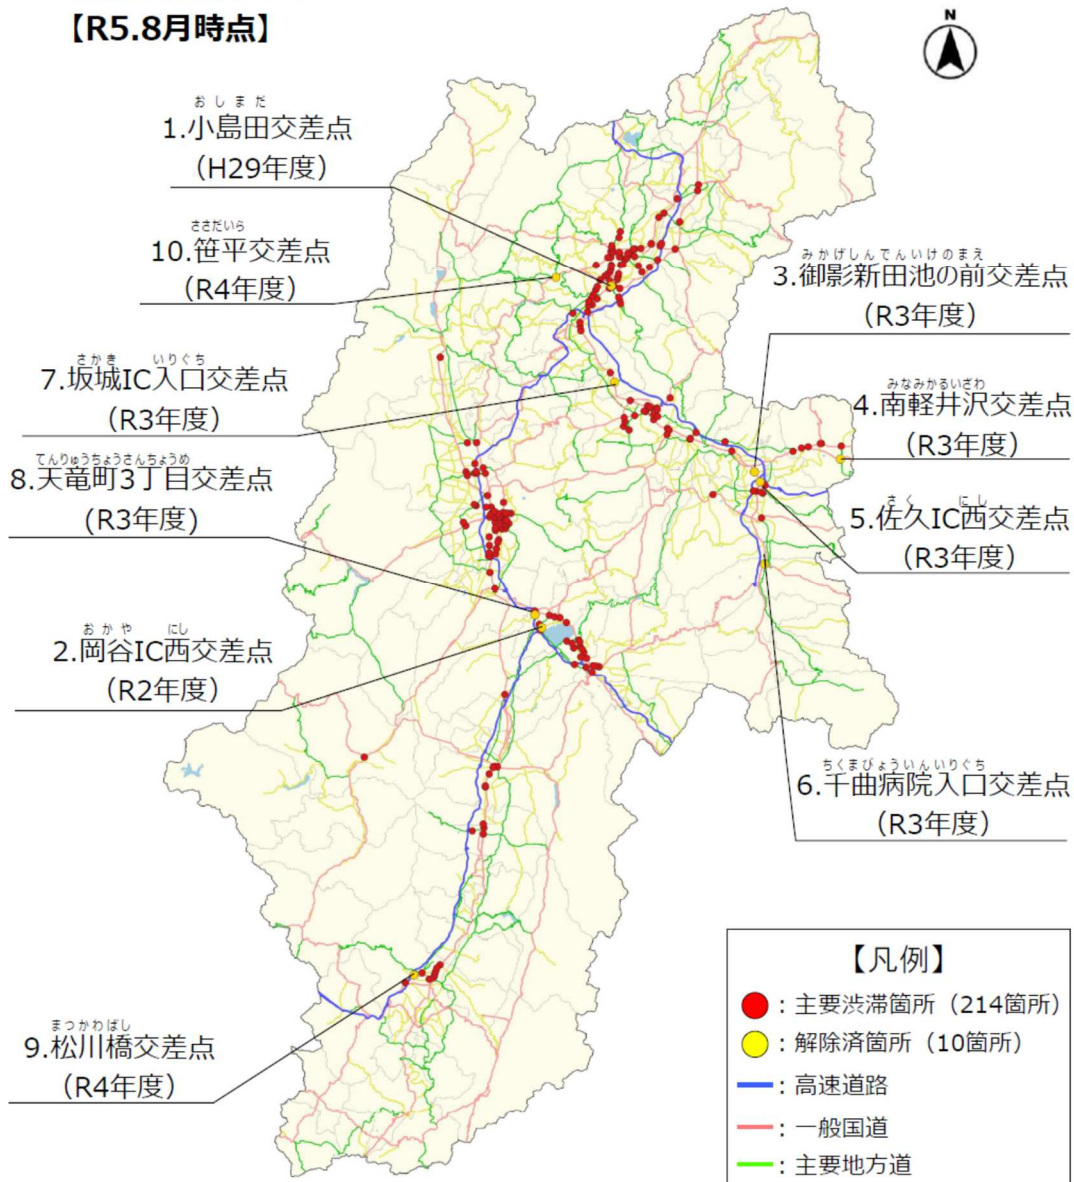 【R5.8月時点】
N
おしまだ
1.小島田交差点
(H29年度)
ささだいら
10.笹平交差点
(R4年度)
みかげしんでんいけのまえ
3.御影新田池の前交差点
(R3年度)
さかき いりぐち
7.坂城IC入口交差点
(R3年度)
みなみかるいざわ
4.南軽井沢交差点
(R3年度)
てんりゅうちょうさんちょうめ
8.天竜町3丁目交差点
(R3年度)
さく にし
5.佐久IC西交差点
(R3年度)
おかや にし
2.岡谷IC西交差点
(R2年度)
ちくまびょういんいりぐち
6.千曲病院入口交差点
(R3年度)
まつかわばし
9.松川橋交差点
(R4年度)
【凡例】
：主要渋滞箇所（214箇所）
：解除済箇所（10箇所）
：高速道路
：一般国道
：主要地方道